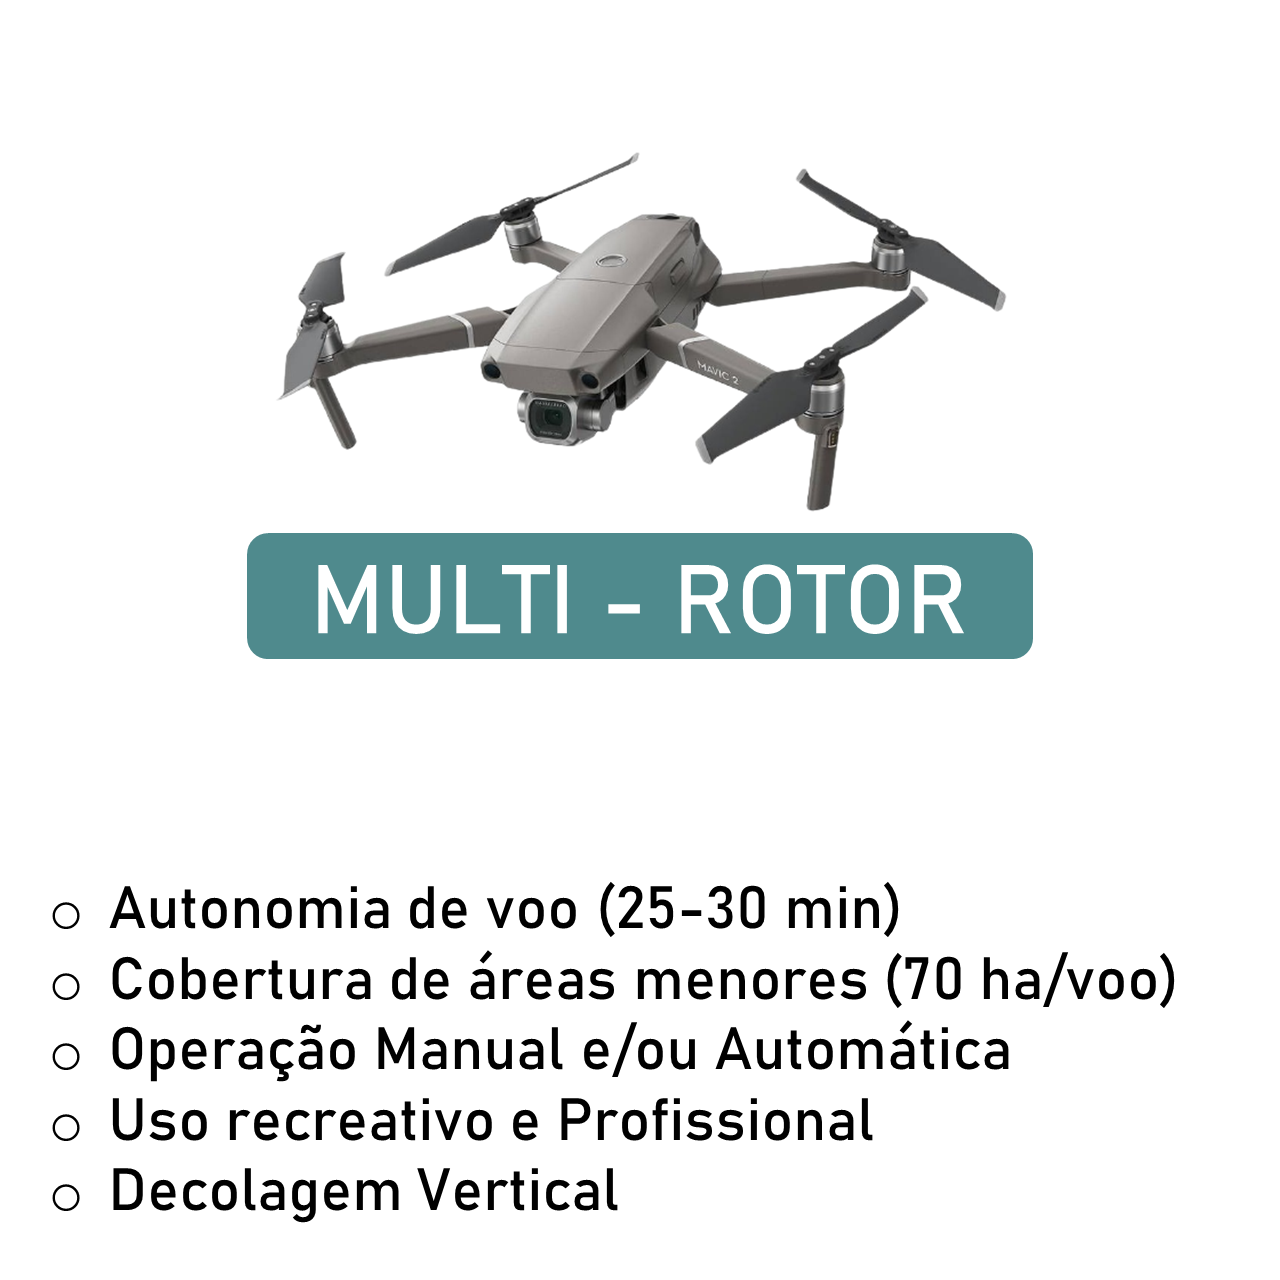 MAVIC 2
MULTI - ROTOR
Autonomia de voo (25-30 min)
Cobertura de áreas menores (70 ha/voo)
Operação Manual e/ou Automática
Uso recreativo e Profissional
Decolagem Vertical